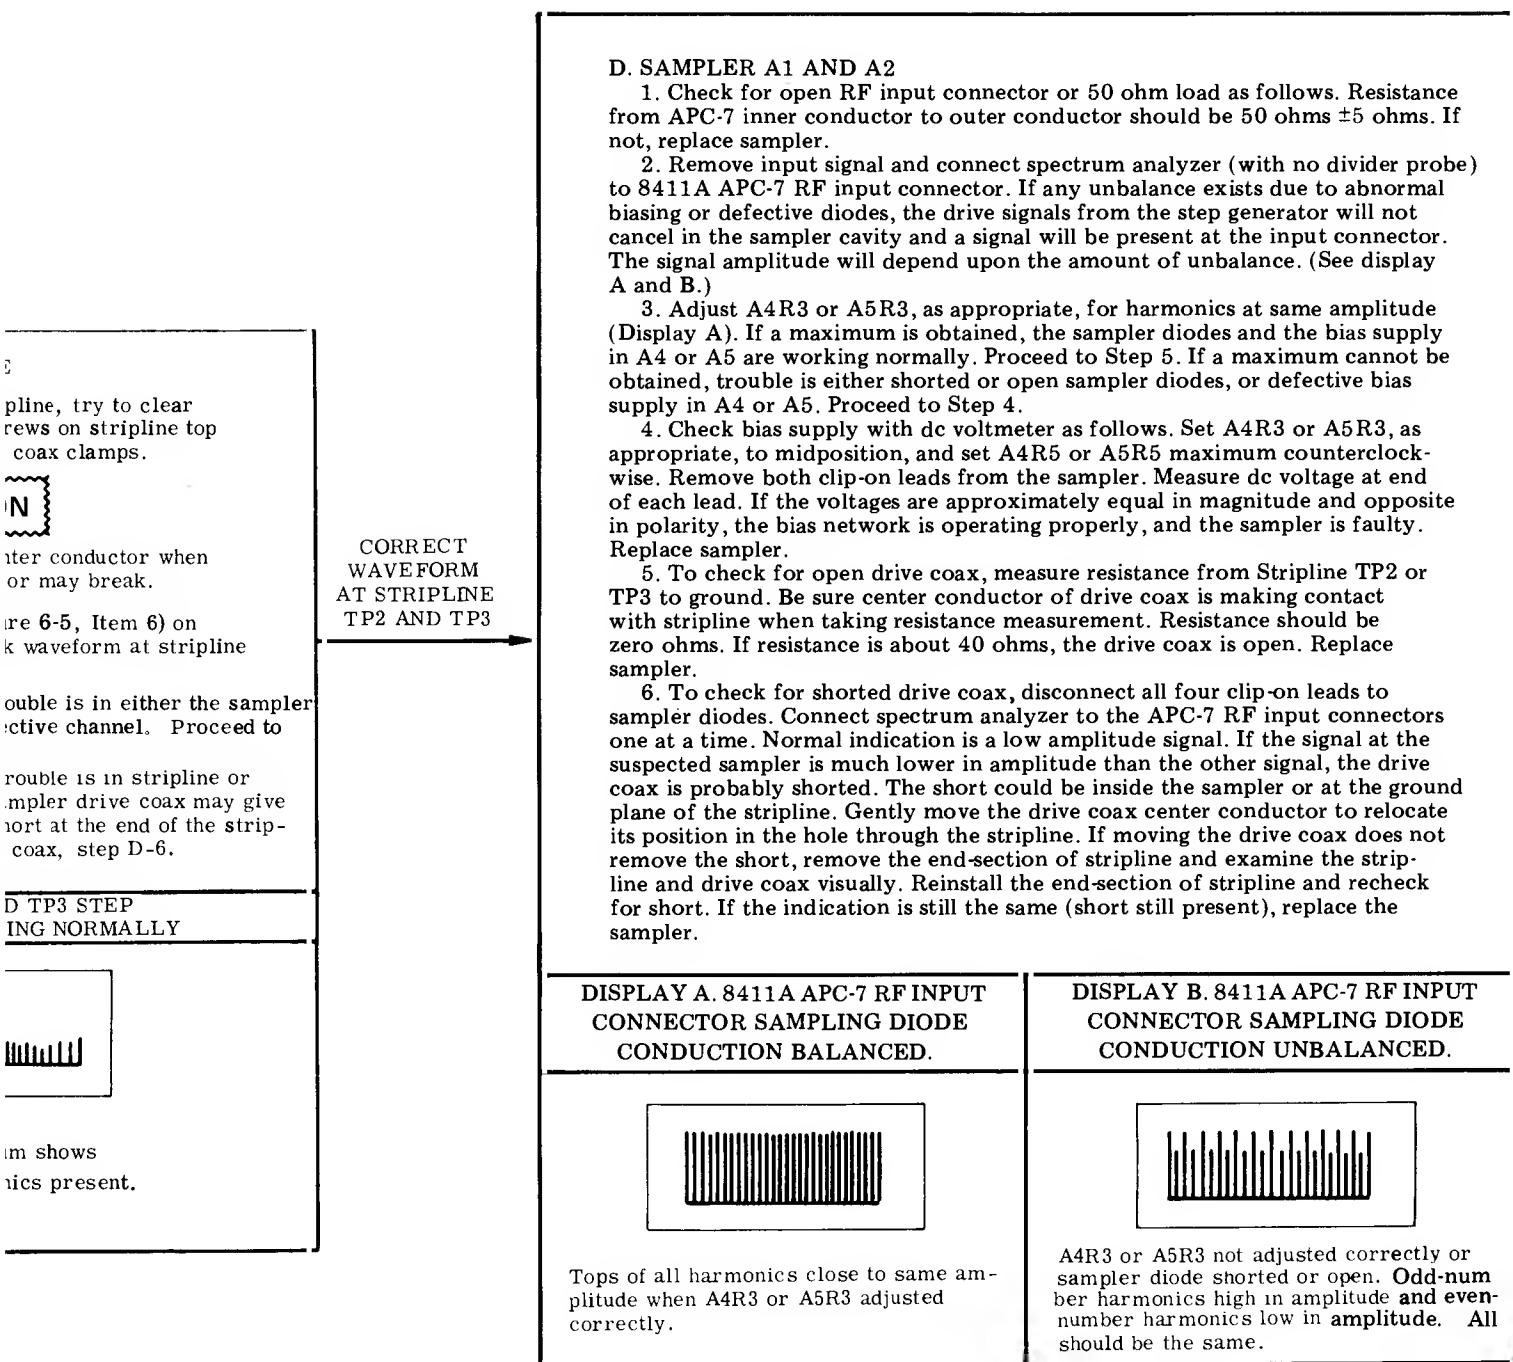 pline, try to clear
rews on stripline top
coax clamps.
N
nter conductor when
or may break.
re 6-5, Item 6) on
k waveform at stripline
ouble is in either the sampler
ctive channel. Proceed to
rouble is in stripline or
mpler drive coax may give
hort at the end of the strip-
coax, step D-6.
D TP3 STEP
ING NORMALLY
um shows
nics present.
CORRECT
WAVEFORM
AT STRIPLINE
TP2 AND TP3
D. SAMPLER A1 AND A2
1. Check for open RF input connector or 50 ohm load as follows. Resistance
from APC-7 inner conductor to outer conductor should be 50 ohms ±5 ohms. If
not, replace sampler.
2. Remove input signal and connect spectrum analyzer (with no divider probe)
to 8411A APC-7 RF input connector. If any unbalance exists due to abnormal
biasing or defective diodes, the drive signals from the step generator will not
cancel in the sampler cavity and a signal will be present at the input connector.
The signal amplitude will depend upon the amount of unbalance. (See display
A and B.)
3. Adjust A4R3 or A5R3, as appropriate, for harmonics at same amplitude
(Display A). If a maximum is obtained, the sampler diodes and the bias supply
in A4 or A5 are working normally. Proceed to Step 5. If a maximum cannot be
obtained, trouble is either shorted or open sampler diodes, or defective bias
supply in A4 or A5. Proceed to Step 4.
4. Check bias supply with dc voltmeter as follows. Set A4R3 or A5R3, as
appropriate, to midposition, and set A4R5 or A5R5 maximum counterclock-
wise. Remove both clip-on leads from the sampler. Measure dc voltage at end
of each lead. If the voltages are approximately equal in magnitude and opposite
in polarity, the bias network is operating properly, and the sampler is faulty.
Replace sampler.
5. To check for open drive coax, measure resistance from Stripline TP2 or
TP3 to ground. Be sure center conductor of drive coax is making contact
with stripline when taking resistance measurement. Resistance should be
zero ohms. If resistance is about 40 ohms, the drive coax is open. Replace
sampler.
6. To check for shorted drive coax, disconnect all four clip-on leads to
sampler diodes. Connect spectrum analyzer to the APC-7 RF input connectors
one at a time. Normal indication is a low amplitude signal. If the signal at the
suspected sampler is much lower in amplitude than the other signal, the drive
coax is probably shorted. The short could be inside the sampler or at the ground
plane of the stripline. Gently move the drive coax center conductor to relocate
its position in the hole through the stripline. If moving the drive coax does not
remove the short, remove the end-section of stripline and examine the strip-
line and drive coax visually. Reinstall the end-section of stripline and recheck
for short. If the indication is still the same (short still present), replace the
sampler.
DISPLAY A. 8411A APC-7 RF INPUT
CONNECTOR SAMPLING DIODE
CONDUCTION BALANCED.
Tops of all harmonics close to same am-
plitude when A4R3 or A5R3 adjusted
correctly.
DISPLAY B. 8411A APC-7 RF INPUT
CONNECTOR SAMPLING DIODE
CONDUCTION UNBALANCED.
A4R3 or A5R3 not adjusted correctly or
sampler diode shorted or open. Odd-num
ber harmonics high in amplitude and even-
number harmonics low in amplitude. All
should be the same.